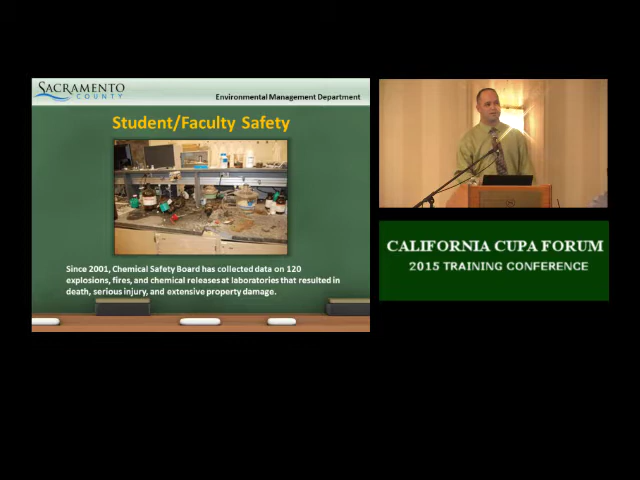 SACRAMENTO
COUNTY
Environmental Management Department
Student/Faculty Safety
Since 2001, Chemical Safety Board has collected data on 120
explosions, fires, and chemical releases at laboratories that resulted in
death, serious injury, and extensive property damage.
CALIFORNIA CUPA FORUM
2015 TRAINING CONFERENCE